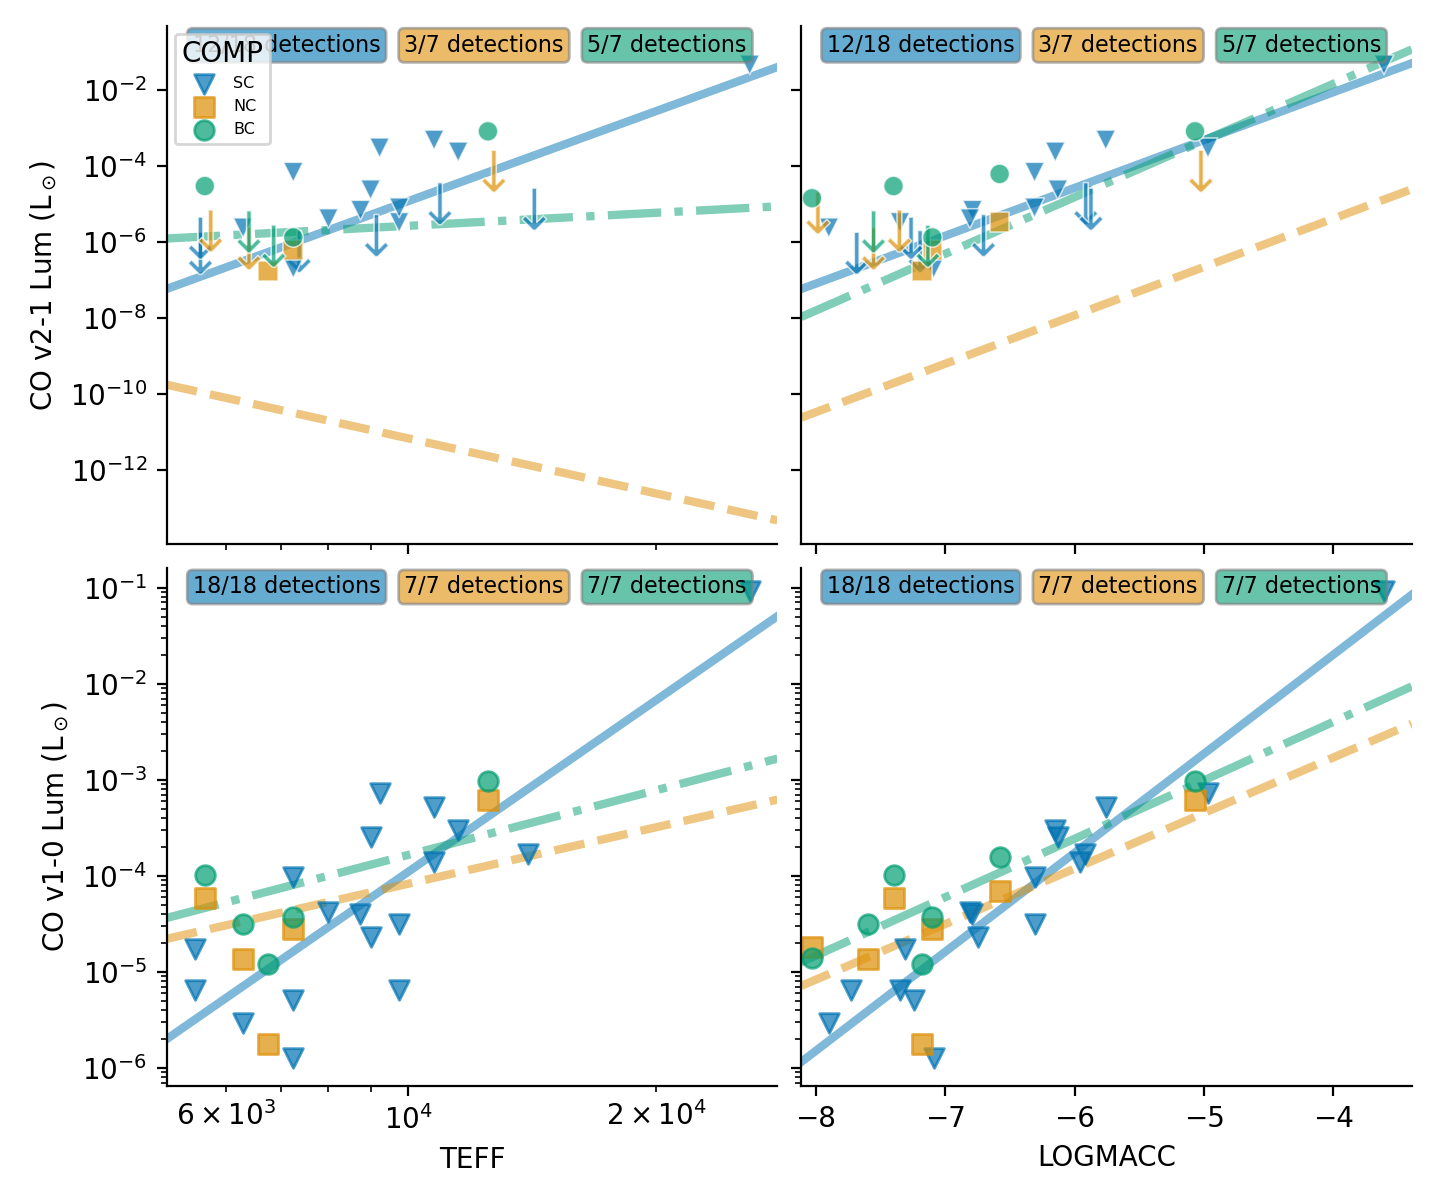 COMP
SC
NC
BC
12/18 detections
3/7 detections
5/7 detections
12/18 detections
3/7 detections
5/7 detections
CO v2-1 Lum (L⊙)
10⁻²
10⁻⁴
10⁻⁶
10⁻⁸
10⁻¹⁰
10⁻¹²
18/18 detections
7/7 detections
7/7 detections
18/18 detections
7/7 detections
7/7 detections
CO v1-0 Lum (L⊙)
10⁻¹
10⁻²
10⁻³
10⁻⁴
10⁻⁵
10⁻⁶
6 × 10³
10⁴
2 × 10⁴
−8
−7
−6
−5
−4
TEFF
LOGMACC